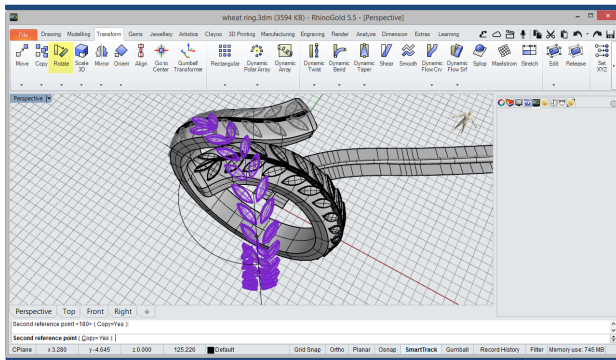 wheat ring.3dm (3594 KB) - RhinoGold 5.5 - [Perspective]
File Drawing Modelling Transform Gems Jewellery Artistics Clayoo 3D Printing Manufacturing Engraving Render Analyze Dimension Extras Learning
Move Copy Rotate Scale 3D Mirror Orient Align Go to Center Gumball Transformer Rectangular Dynamic Polar Array Dynamic Array Dynamic Twist Dynamic Bend Dynamic Taper Shear Smooth Dynamic Flow Crv Dynamic Flow Srf Splop Maelstrom Stretch Edit Release Set XYZ
Perspective
Perspective Top Front Right
Second reference point <180> ( Copy=Yes ):
Second reference point ( Copy=Yes ):
CPlane x 3.280 y -4.645 z 0.000 125.226 Default Grid Snap Ortho Planar Osnap SmartTrack Gumball Record History Filter Memory use: 745 MB